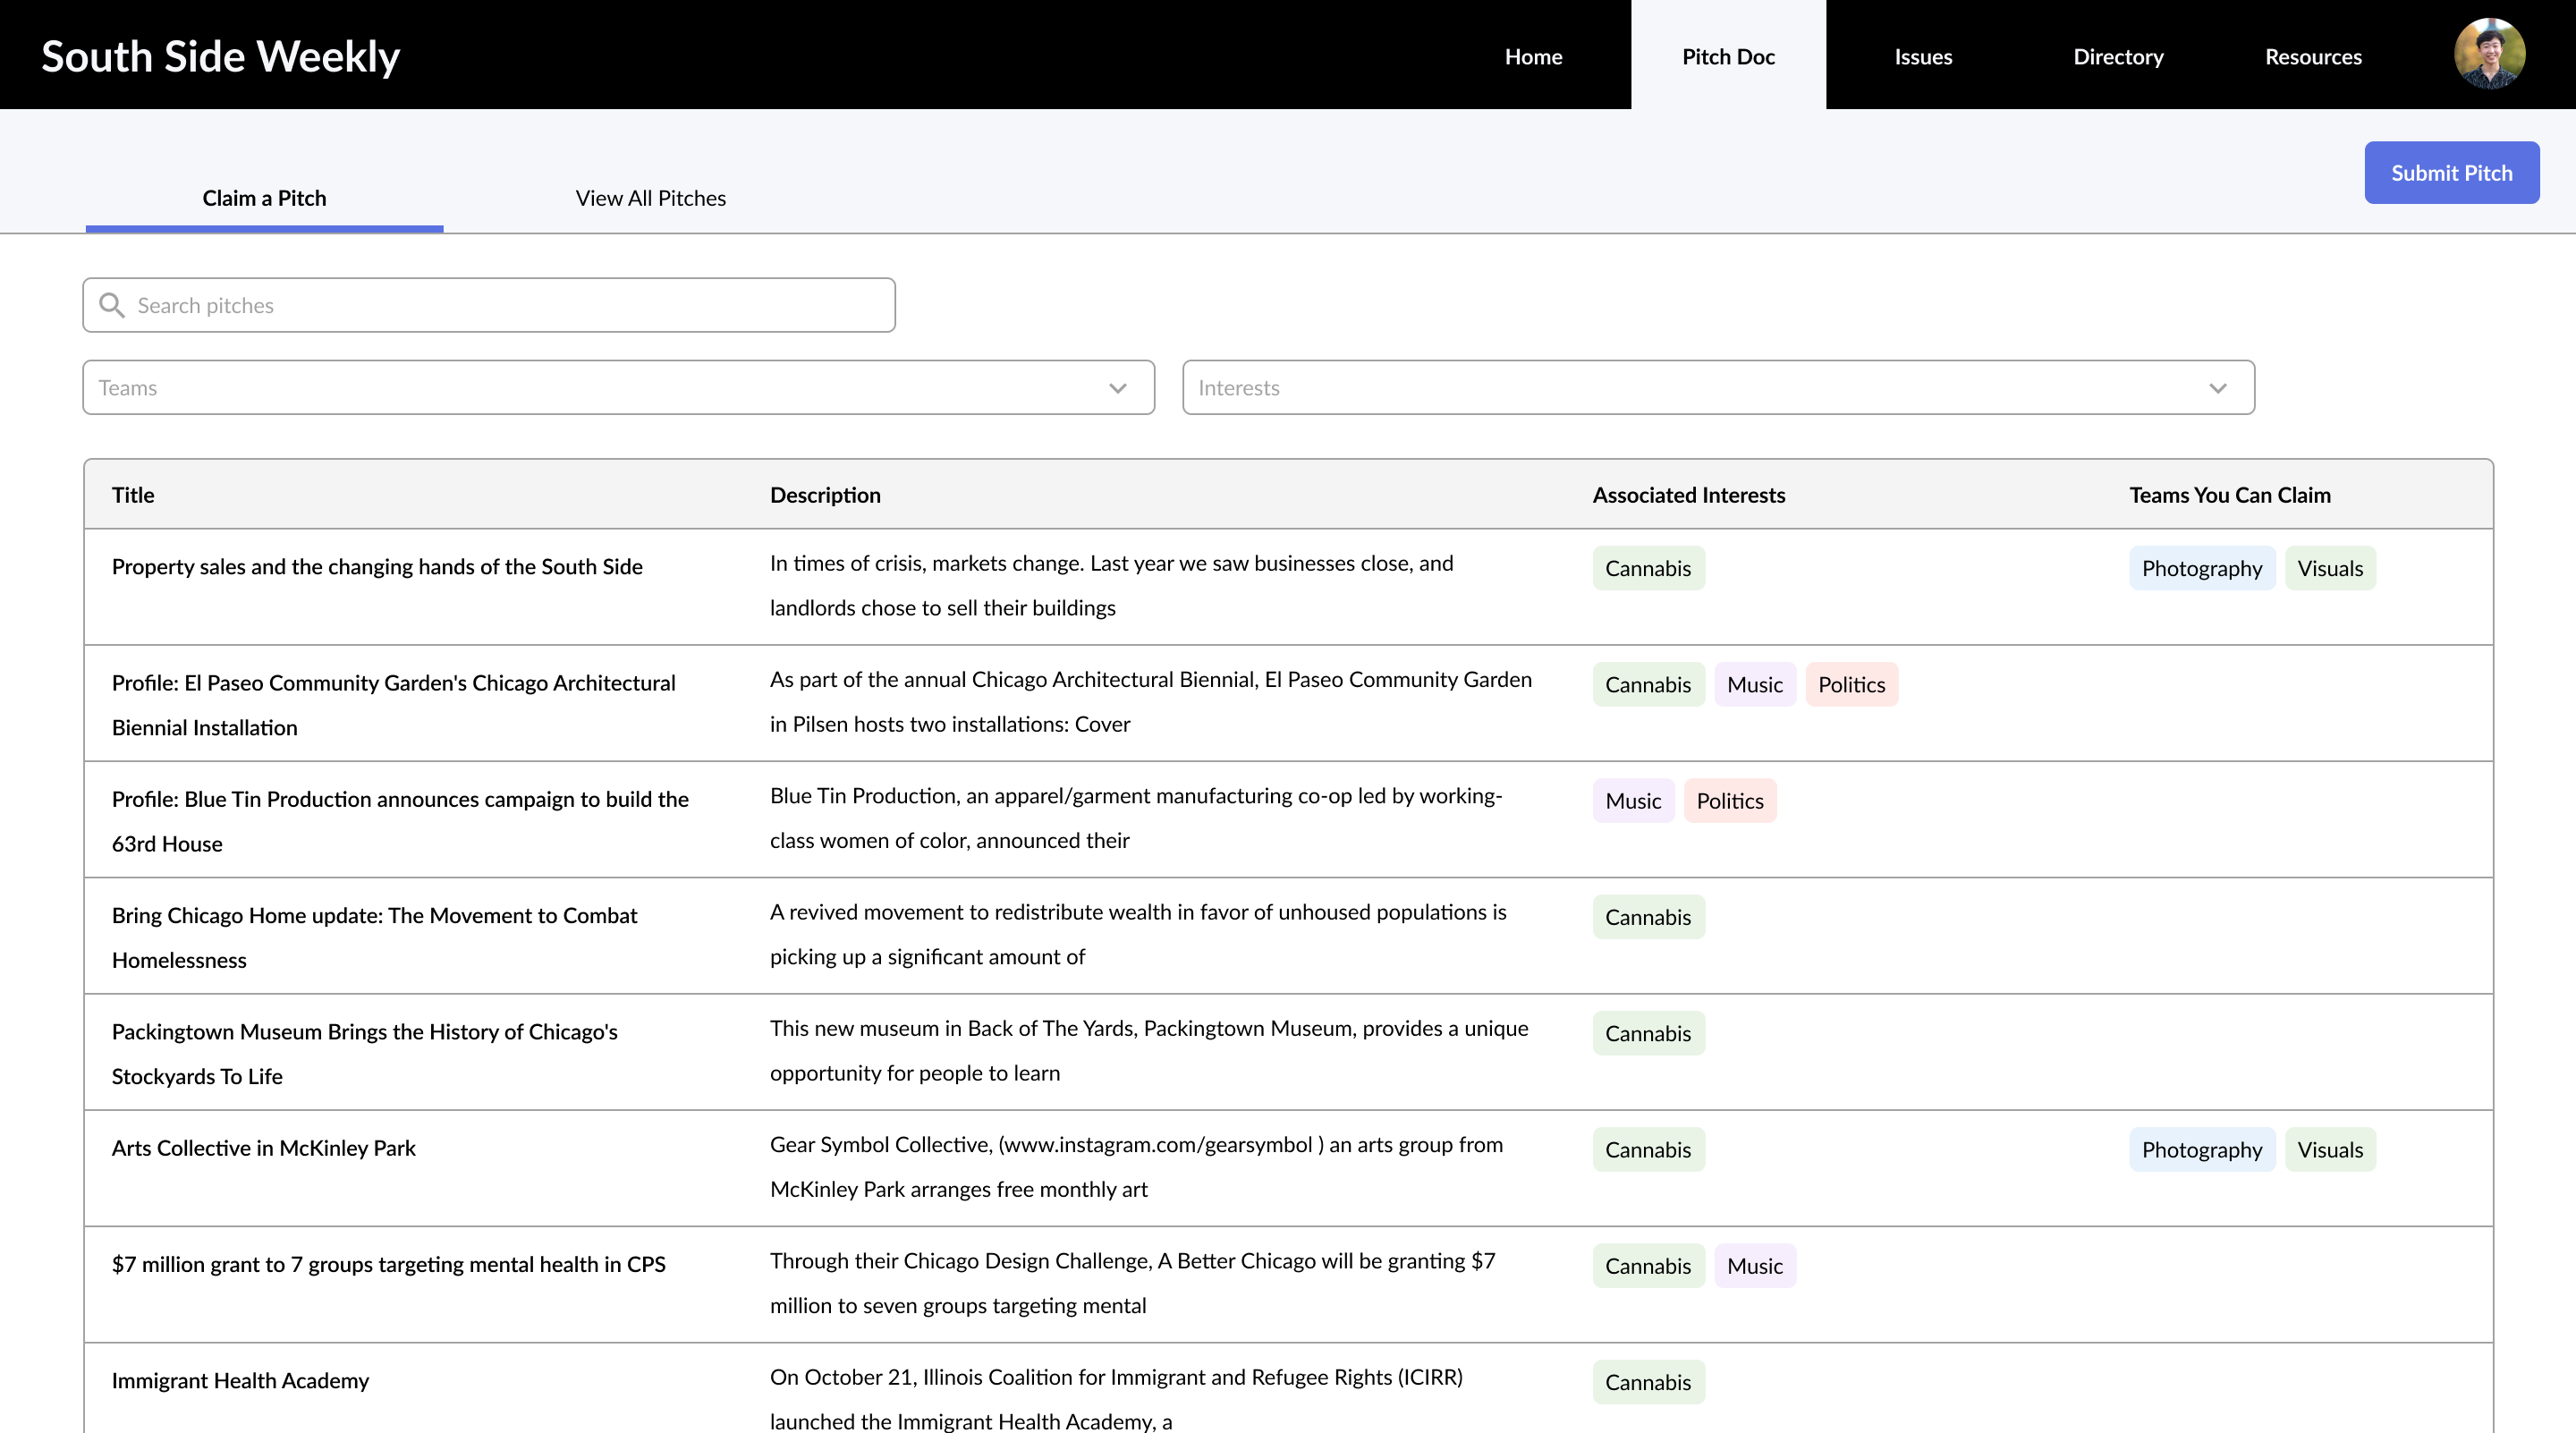 South Side Weekly
Home
Pitch Doc
Issues
Directory
Resources
Submit Pitch
Claim a Pitch
View All Pitches
Search pitches
Teams
Interests
Title
Description
Associated Interests
Teams You Can Claim
Property sales and the changing hands of the South Side
In times of crisis, markets change. Last year we saw businesses close, and
landlords chose to sell their buildings
Cannabis
Photography
Visuals
Profile: El Paseo Community Garden's Chicago Architectural
Biennial Installation
As part of the annual Chicago Architectural Biennial, El Paseo Community Garden
in Pilsen hosts two installations: Cover
Cannabis
Music
Politics
Profile: Blue Tin Production announces campaign to build the
63rd House
Blue Tin Production, an apparel/garment manufacturing co-op led by working-
class women of color, announced their
Music
Politics
Bring Chicago Home update: The Movement to Combat
Homelessness
A revived movement to redistribute wealth in favor of unhoused populations is
picking up a significant amount of
Cannabis
Packingtown Museum Brings the History of Chicago's
Stockyards To Life
This new museum in Back of The Yards, Packingtown Museum, provides a unique
opportunity for people to learn
Cannabis
Arts Collective in McKinley Park
Gear Symbol Collective, (www.instagram.com/gearsymbol ) an arts group from
McKinley Park arranges free monthly art
Cannabis
Photography
Visuals
$7 million grant to 7 groups targeting mental health in CPS
Through their Chicago Design Challenge, A Better Chicago will be granting $7
million to seven groups targeting mental
Cannabis
Music
Immigrant Health Academy
On October 21, Illinois Coalition for Immigrant and Refugee Rights (ICIRR)
launched the Immigrant Health Academy, a
Cannabis